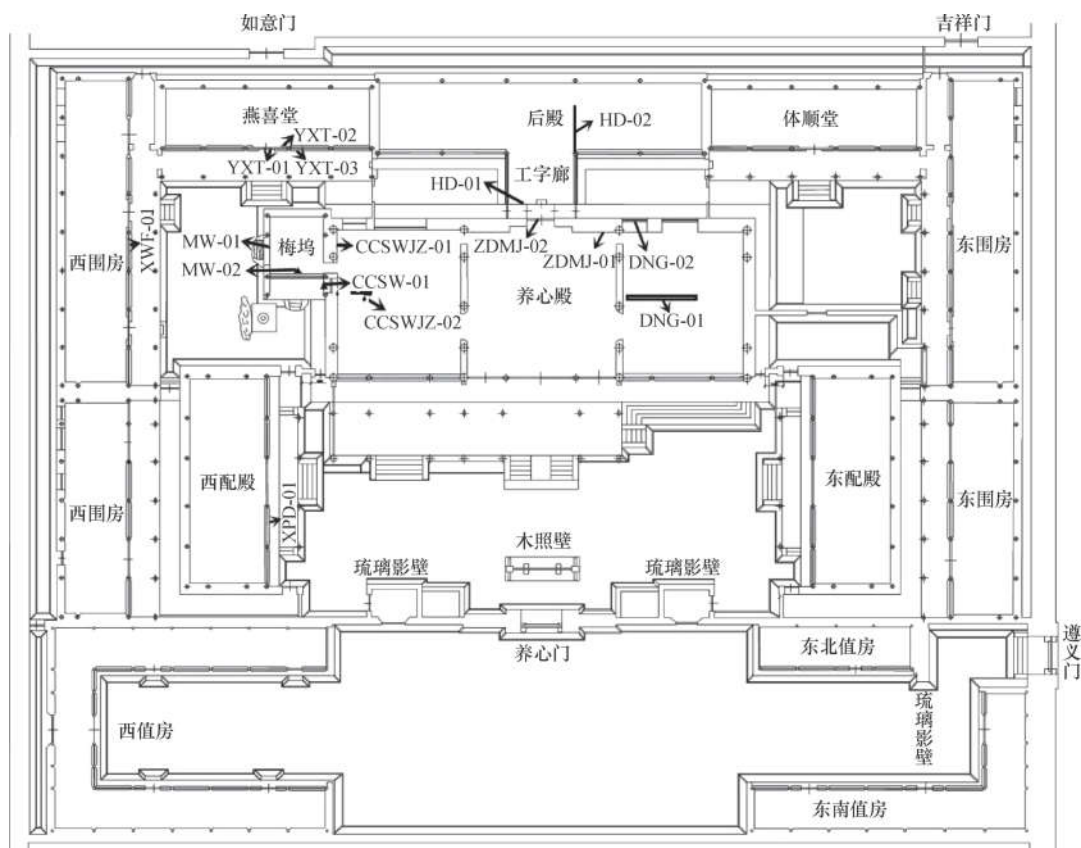 如意门
吉祥门
燕喜堂
后殿
HD-02
体顺堂
YXT-02
YXT-01
YXT-03
工字廊
HD-01
西围房
XWF-01
MW-01
梅坞
CCSWJZ-01
ZDMJ-02
ZDMJ-01
DNG-02
东围房
MW-02
CCSW-01
养心殿
CCSWJZ-02
DNG-01
西围房
西配殿
XPD-01
东配殿
东围房
木照壁
琉璃影壁
琉璃影壁
养心门
东北值房
遵义门
西值房
琉璃影壁
东南值房